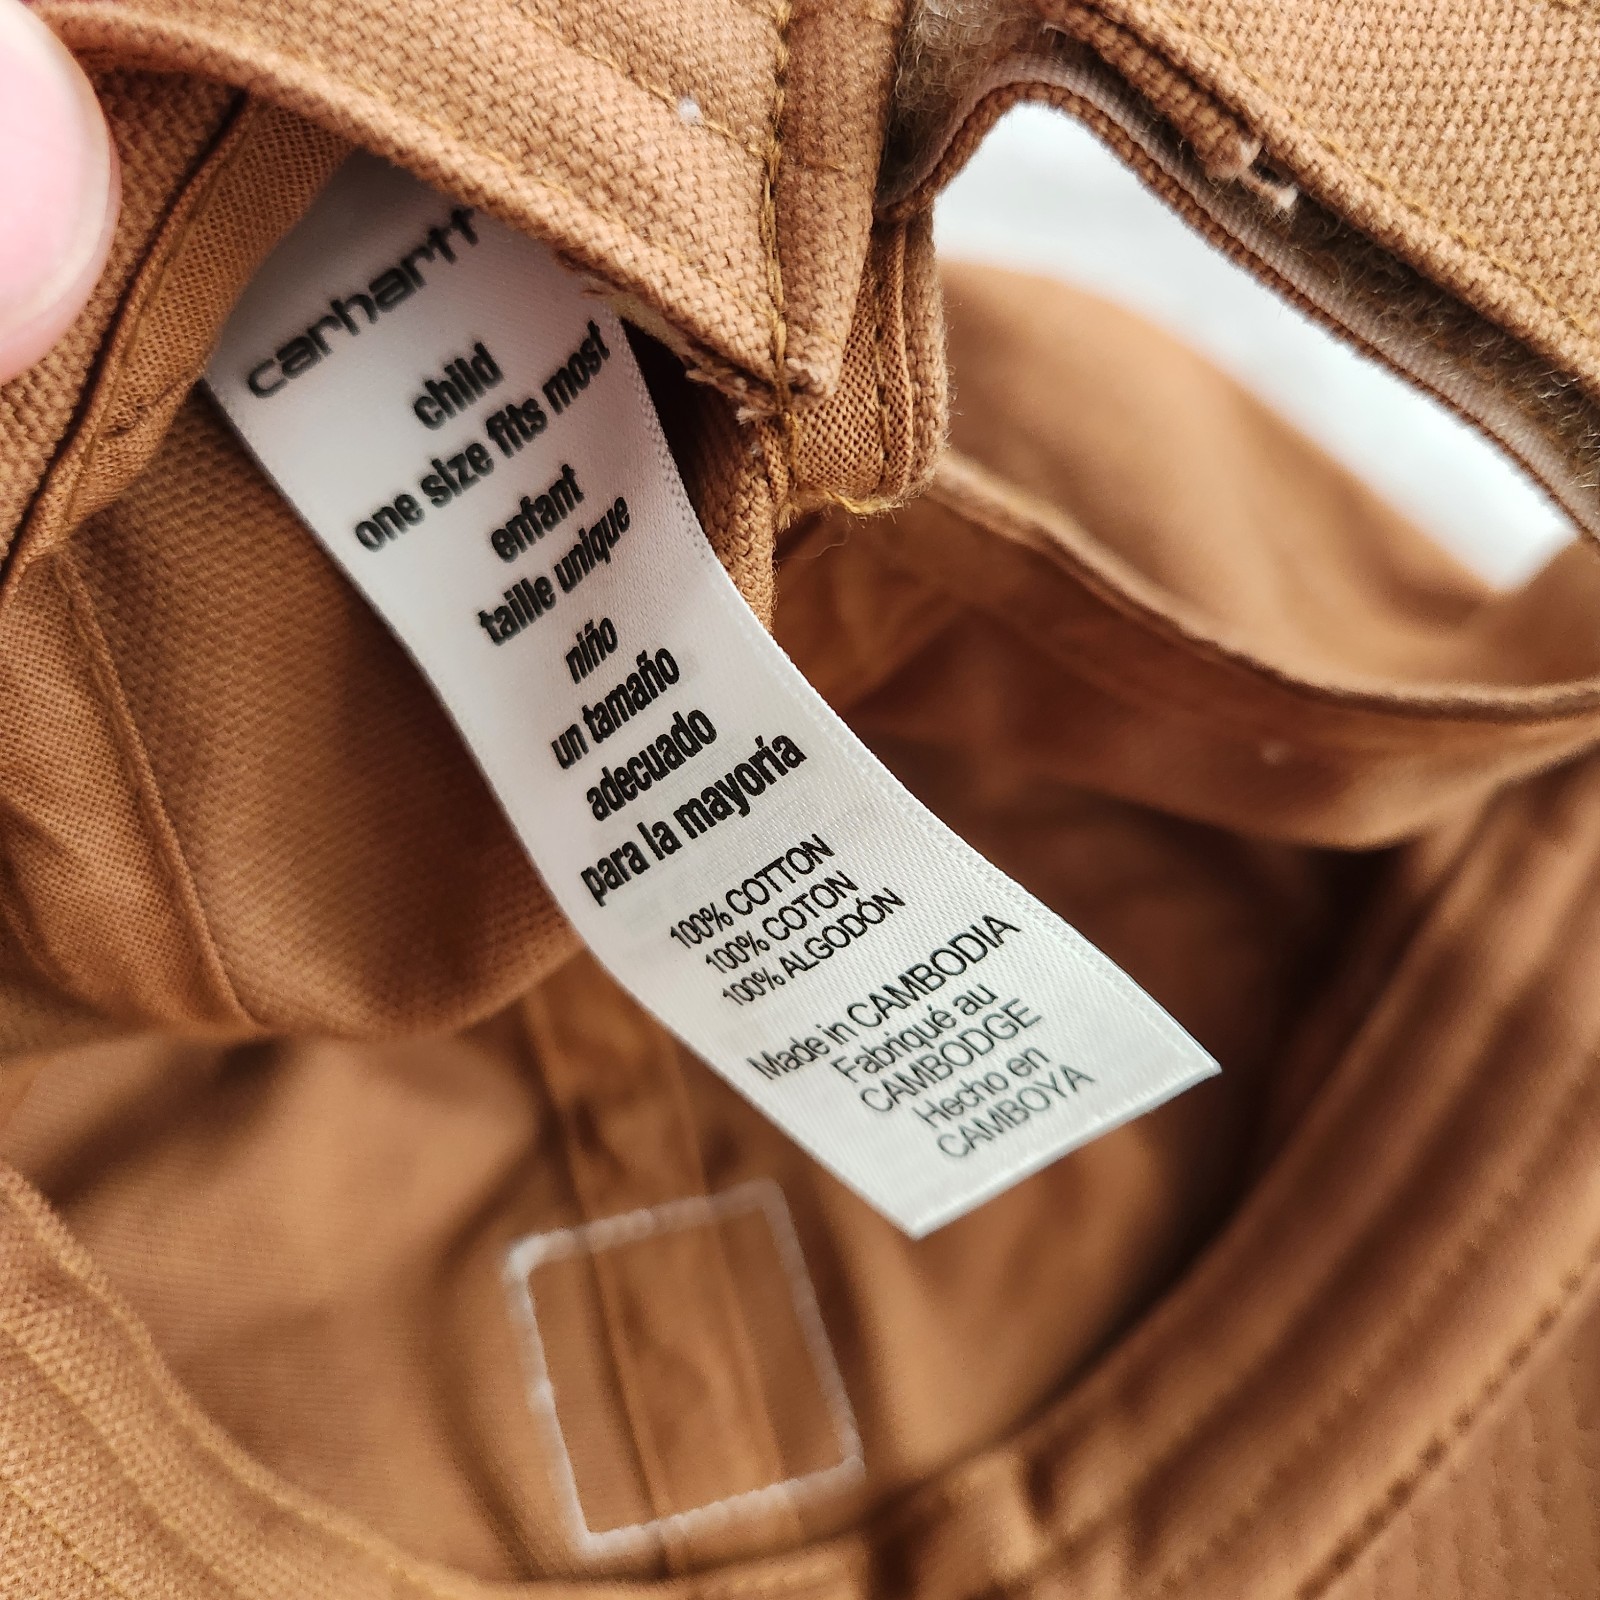 carhartt
child
one size fits most
enfant
taille unique
niño
un tamaño
adecuado
para la mayoría
100% COTTON
100% COTON
100% ALGODÓN
Made in CAMBODIA
Fabriqué au
CAMBODGE
Hecho en
CAMBOYA